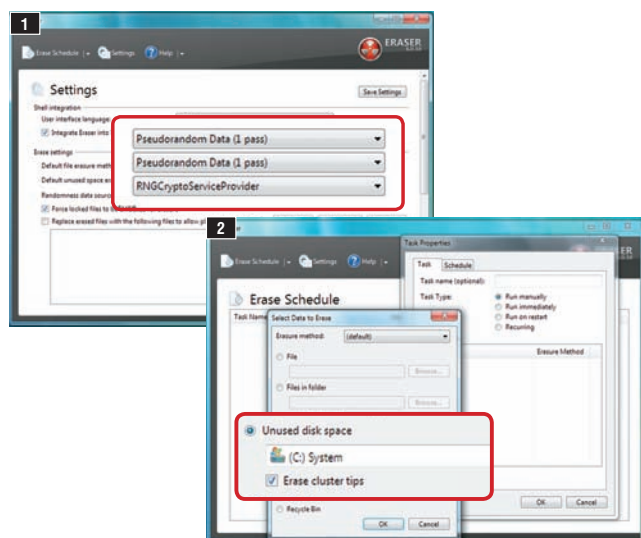 1
Erase Schedule
Settings
Help
ERASER
Settings
Save Settings
Shell integration
User interface language:
Integrate Eraser into
Erase settings
Default file erasure meth
Pseudorandom Data (1 pass)
Default unused space er
Pseudorandom Data (1 pass)
Randomness data source
RNGCryptoServiceProvider
Force locked files to be
Replace erased files with the following files to allow pl
2
Erase Schedule
Settings
Help
ER
Erase Schedule
Task Name
Task Properties
Task
Schedule
Task name (optional):
Task Type:
Run manually
Run immediately
Run on restart
Recurring
Erasure Method
OK
Cancel
Select Data to Erase
Erasure method:
(default)
File
Browse...
Files in folder
Browse...
Unused disk space
(C:) System
Erase cluster tips
Recycle Bin
OK
Cancel